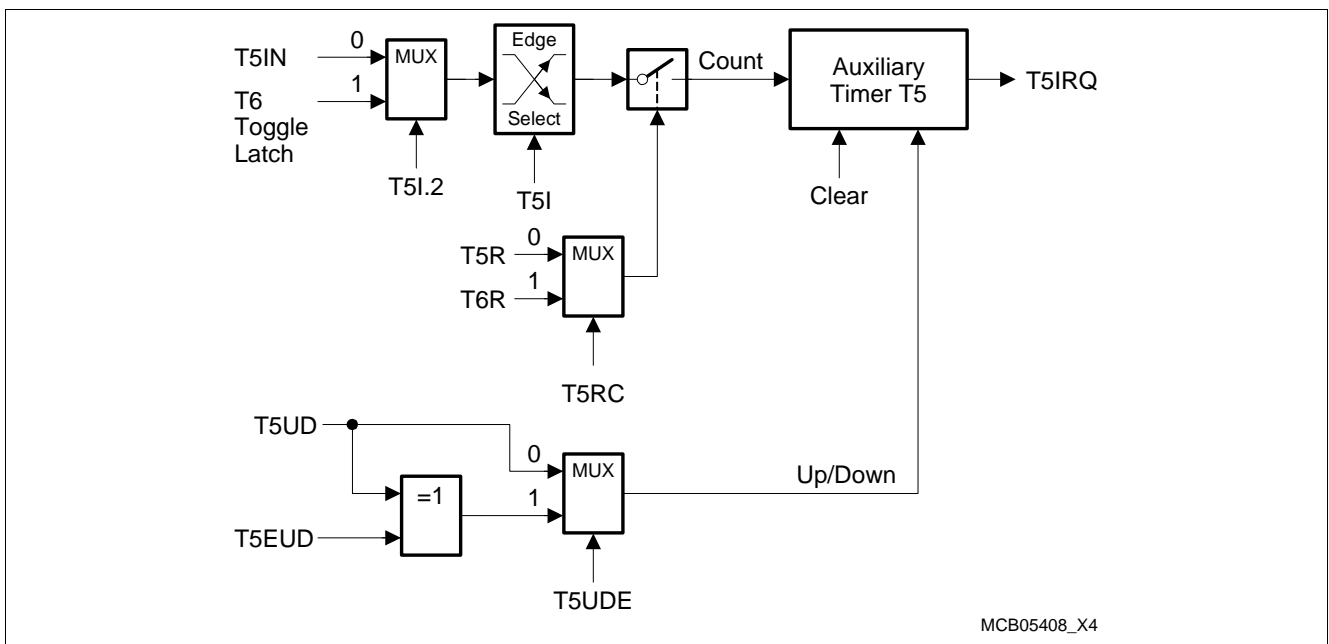 T5IN
0
T6
Toggle
Latch
1
MUX
T5I.2
Edge
Select
T5I
Count
Auxiliary
Timer T5
T5IRQ
Clear
T5R
0
T6R
1
MUX
T5RC
T5UD
0
=1
1
MUX
Up/Down
T5EUD
T5UDE
MCB05408_X4